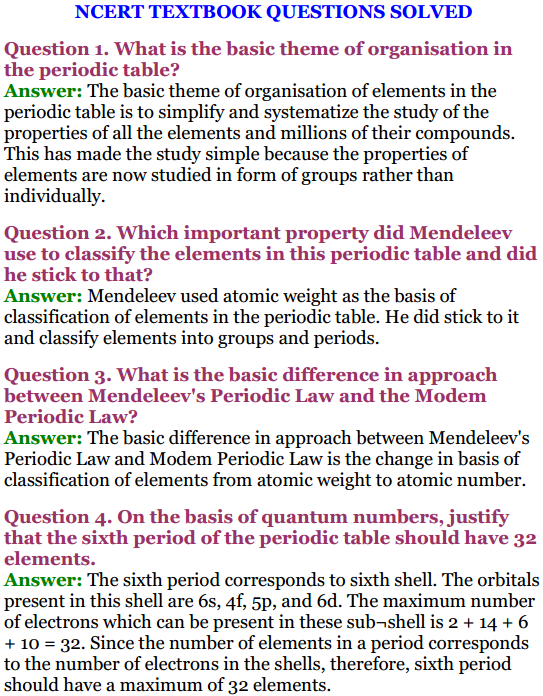 NCERT TEXTBOOK QUESTIONS SOLVED
Question 1. What is the basic theme of organisation in
the periodic table?
Answer: The basic theme of organisation of elements in the
periodic table is to simplify and systematize the study of the
properties of all the elements and millions of their compounds.
This has made the study simple because the properties of
elements are now studied in form of groups rather than
individually.
Question 2. Which important property did Mendeleev
use to classify the elements in this periodic table and did
he stick to that?
Answer: Mendeleev used atomic weight as the basis of
classification of elements in the periodic table. He did stick to it
and classify elements into groups and periods.
Question 3. What is the basic difference in approach
between Mendeleev's Periodic Law and the Modem
Periodic Law?
Answer: The basic difference in approach between Mendeleev's
Periodic Law and Modem Periodic Law is the change in basis of
classification of elements from atomic weight to atomic number.
Question 4. On the basis of quantum numbers, justify
that the sixth period of the periodic table should have 32
elements.
Answer: The sixth period corresponds to sixth shell. The orbitals
present in this shell are 6s, 4f, 5p, and 6d. The maximum number
of electrons which can be present in these sub¬shell is 2 + 14 + 6
+ 10 = 32. Since the number of elements in a period corresponds
to the number of electrons in the shells, therefore, sixth period
should have a maximum of 32 elements.